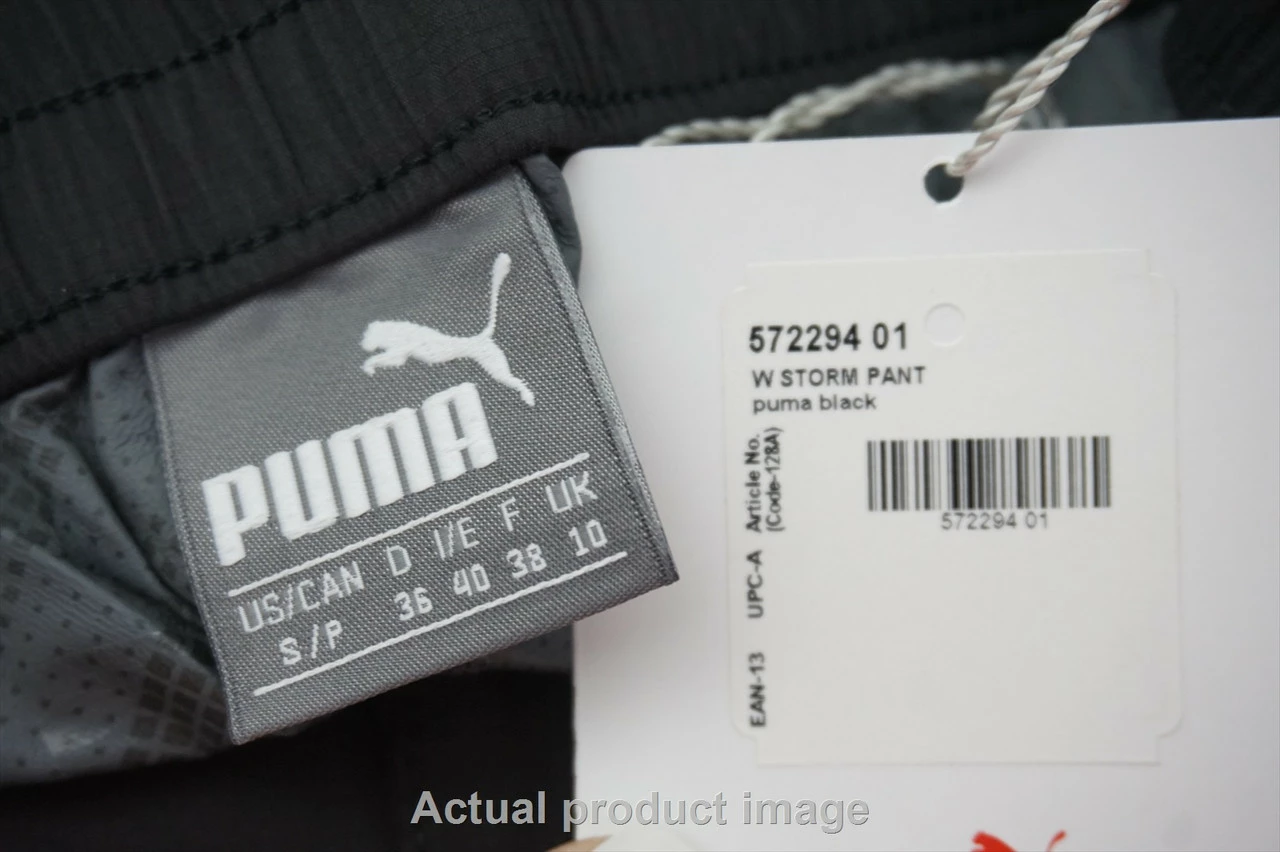 PUMA
US/CAN D I/E F UK
S/P 36 40 38 10
572294 01
W STORM PANT
puma black
Article No.
(Code-128A)
572294 01
UPC-A
EAN-13
Actual product image